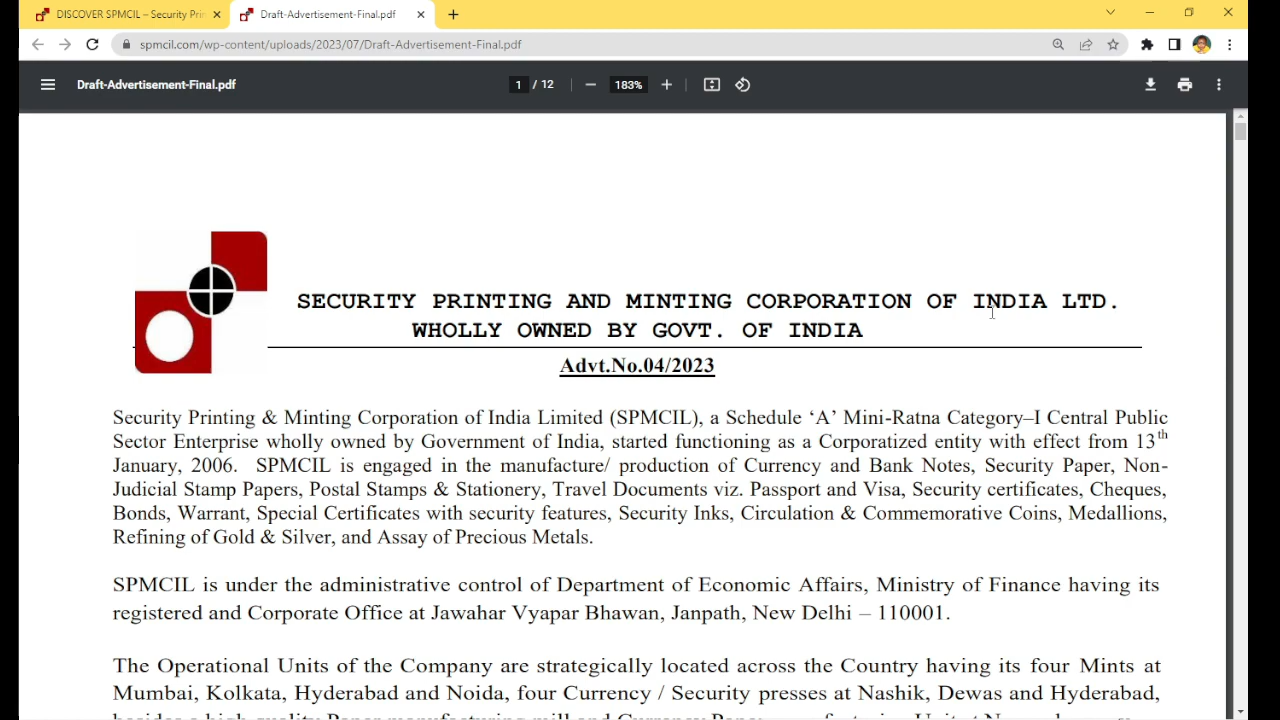 DISCOVER SPMCIL – Security Pri
Draft-Advertisement-Final.pdf
spmcil.com/wp-content/uploads/2023/07/Draft-Advertisement-Final.pdf
Draft-Advertisement-Final.pdf
1 / 12
183%
SECURITY PRINTING AND MINTING CORPORATION OF INDIA LTD.
WHOLLY OWNED BY GOVT. OF INDIA
Advt.No.04/2023
Security Printing & Minting Corporation of India Limited (SPMCIL), a Schedule ‘A’ Mini-Ratna Category–I Central Public
Sector Enterprise wholly owned by Government of India, started functioning as a Corporatized entity with effect from 13th
January, 2006. SPMCIL is engaged in the manufacture/ production of Currency and Bank Notes, Security Paper, Non-
Judicial Stamp Papers, Postal Stamps & Stationery, Travel Documents viz. Passport and Visa, Security certificates, Cheques,
Bonds, Warrant, Special Certificates with security features, Security Inks, Circulation & Commemorative Coins, Medallions,
Refining of Gold & Silver, and Assay of Precious Metals.
SPMCIL is under the administrative control of Department of Economic Affairs, Ministry of Finance having its
registered and Corporate Office at Jawahar Vyapar Bhawan, Janpath, New Delhi – 110001.
The Operational Units of the Company are strategically located across the Country having its four Mints at
Mumbai, Kolkata, Hyderabad and Noida, four Currency / Security presses at Nashik, Dewas and Hyderabad,